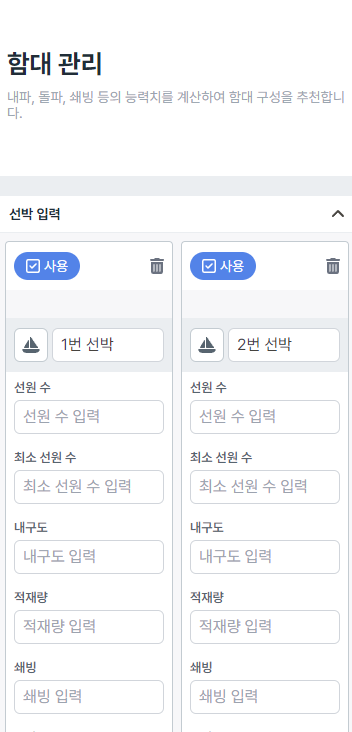 함대 관리
내파, 돌파, 쇄빙 등의 능력치를 계산하여 함대 구성을 추천합니
다.
선박 입력
사용
사용
1번 선박
2번 선박
선원 수
선원 수
선원 수 입력
선원 수 입력
최소 선원 수
최소 선원 수
최소 선원 수 입력
최소 선원 수 입력
내구도
내구도
내구도 입력
내구도 입력
적재량
적재량
적재량 입력
적재량 입력
쇄빙
쇄빙
쇄빙 입력
쇄빙 입력